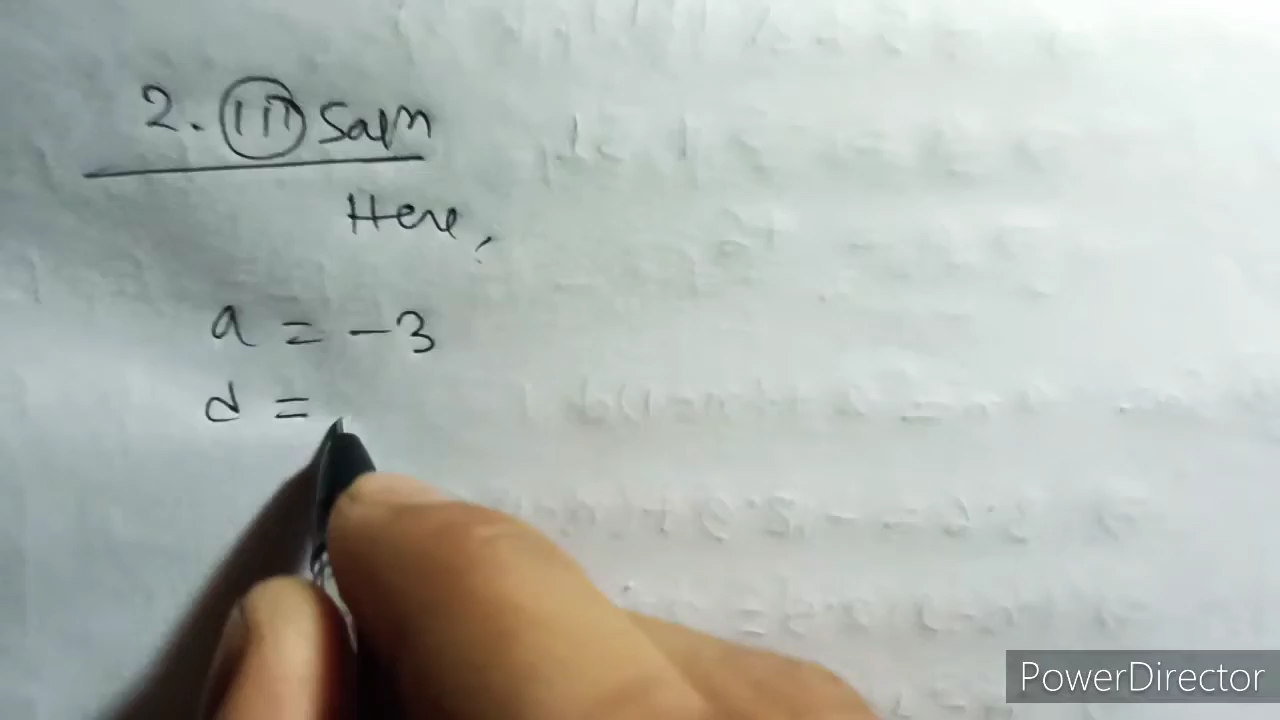 2. (iii) Soln
Here,
a = -3
d =
PowerDirector